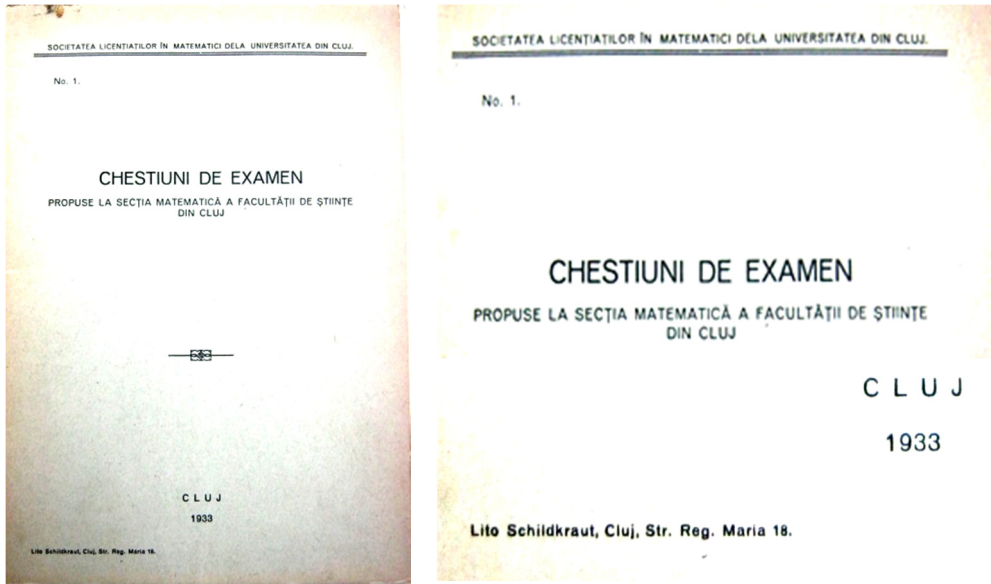 SOCIETATEA LICENȚIAȚILOR ÎN MATEMATICI DELA UNIVERSITATEA DIN CLUJ.
No. 1.
CHESTIUNI DE EXAMEN
PROPUSE LA SECȚIA MATEMATICĂ A FACULTĂȚII DE ȘTIINȚE
DIN CLUJ
CLUJ
1933
Lito Schildkraut, Cluj, Str. Reg. Maria 18.
SOCIETATEA LICENȚIAȚILOR ÎN MATEMATICI DELA UNIVERSITATEA DIN CLUJ.
No. 1.
CHESTIUNI DE EXAMEN
PROPUSE LA SECȚIA MATEMATICĂ A FACULTĂȚII DE ȘTIINȚE
DIN CLUJ
CLUJ
1933
Lito Schildkraut, Cluj, Str. Reg. Maria 18.